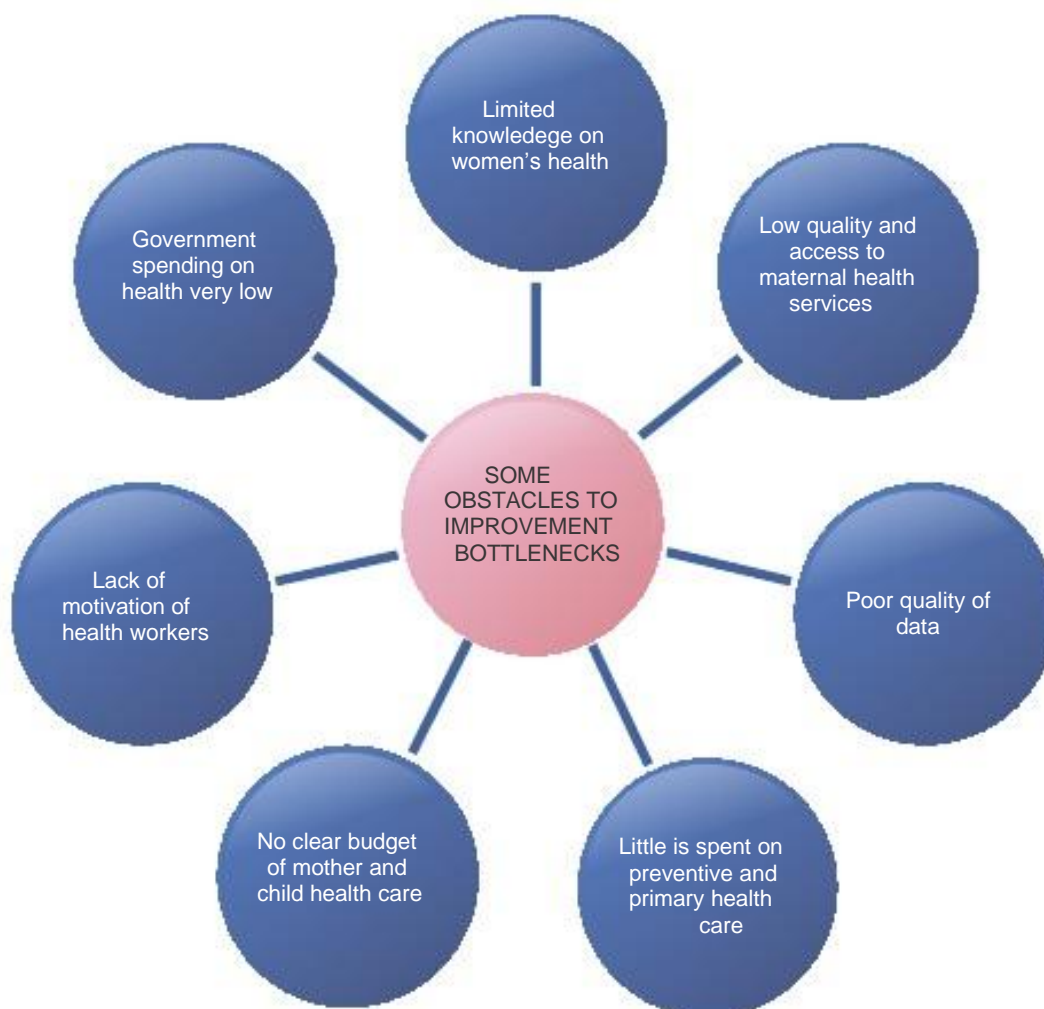 Limited
knowledege on
women's health
Low quality and
access to
maternal health
services
Poor quality of
data
Little is spent on
preventive and
primary health
care
No clear budget
of mother and
child health care
Lack of
motivation of
health workers
Government
spending on
health very low
SOME
OBSTACLES TO
IMPROVEMENT
BOTTLENECKS